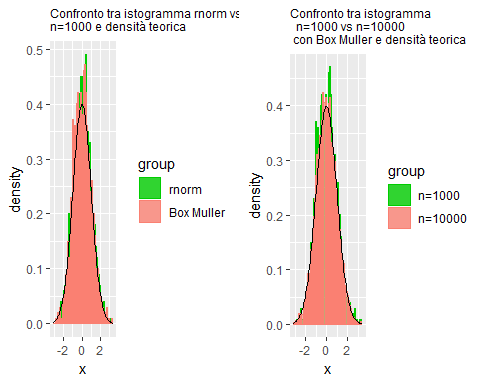 Confronto tra istogramma rnorm vs
n=1000 e densità teorica
0.5
0.4
0.3
0.2
0.1
0.0
density
-2 0 2
x
group
rnorm
Box Muller
Confronto tra istogramma
n=1000 vs n=10000
con Box Muller e densità teorica
0.4
0.3
0.2
0.1
0.0
density
-2 0 2
x
group
n=1000
n=10000